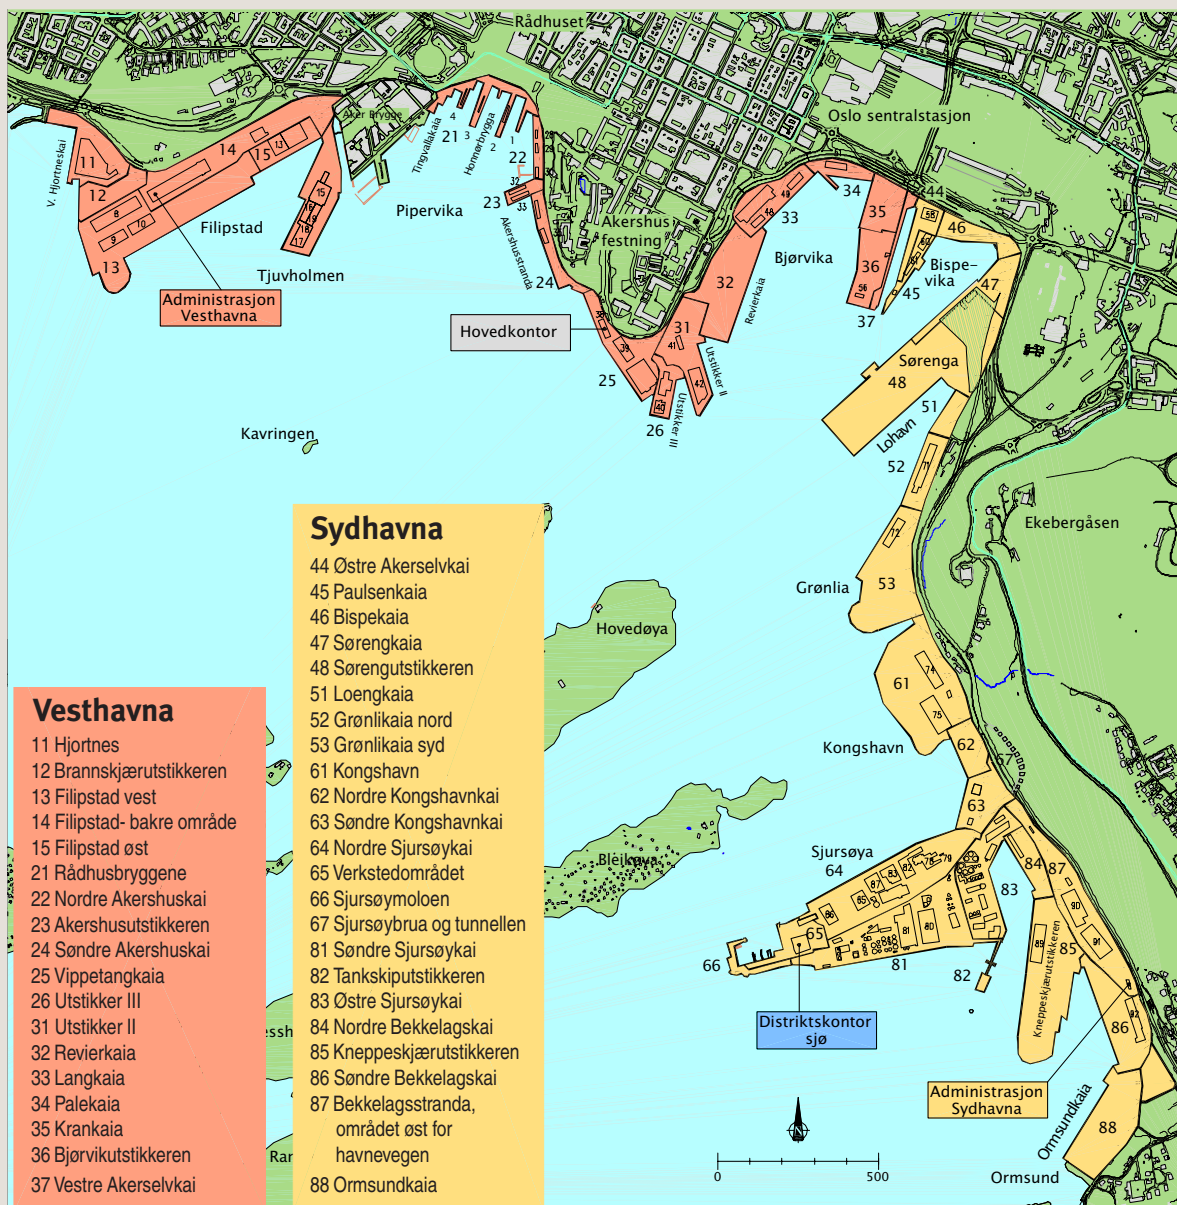 Rådhuset
Oslo sentralstasjon
Aker Brygge
V. Hjortneskai
Tingvallakaia
Honnørbrygga
Akershusstranda
Filipstad
Tjuvholmen
Pipervika
Akershus
festning
Bjørvika
Revierkaia
Bispe-
vika
Administrasjon
Vesthavna
Hovedkontor
Utstikker II
Utstikker III
Sørenga
Lohavn
Kavringen
Ekebergåsen
Grønlia
Hovedøya
Kongshavn
Bleikøya
Sjursøya
Kneppeskjærutstikkeren
Distriktskontor
sjø
Administrasjon
Sydhavna
Ormsundkaia
Ormsund
11
12
13
14
15
21
22
23
24
25
26
31
32
33
34
35
36
37
44
45
46
47
48
51
52
53
61
62
63
64
65
66
67
81
82
83
84
85
86
87
88
0
500
Vesthavna
11 Hjortnes
12 Brannskjærutstikkeren
13 Filipstad vest
14 Filipstad- bakre område
15 Filipstad øst
21 Rådhusbryggene
22 Nordre Akershuskai
23 Akershusutstikkeren
24 Søndre Akershuskai
25 Vippetangkaia
26 Utstikker III
31 Utstikker II
32 Revierkaia
33 Langkaia
34 Palekaia
35 Krankaia
36 Bjørvikutstikkeren
37 Vestre Akerselvkai
Sydhavna
44 Østre Akerselvkai
45 Paulsenkaia
46 Bispekaia
47 Sørengkaia
48 Sørengutstikkeren
51 Loengkaia
52 Grønlikaia nord
53 Grønlikaia syd
61 Kongshavn
62 Nordre Kongshavnkai
63 Søndre Kongshavnkai
64 Nordre Sjursøykai
65 Verkstedområdet
66 Sjursøymoloen
67 Sjursøybrua og tunnellen
81 Søndre Sjursøykai
82 Tankskiputstikkeren
83 Østre Sjursøykai
84 Nordre Bekkelagskai
85 Kneppeskjærutstikkeren
86 Søndre Bekkelagskai
87 Bekkelagsstranda,
området øst for
havnevegen
88 Ormsundkaia